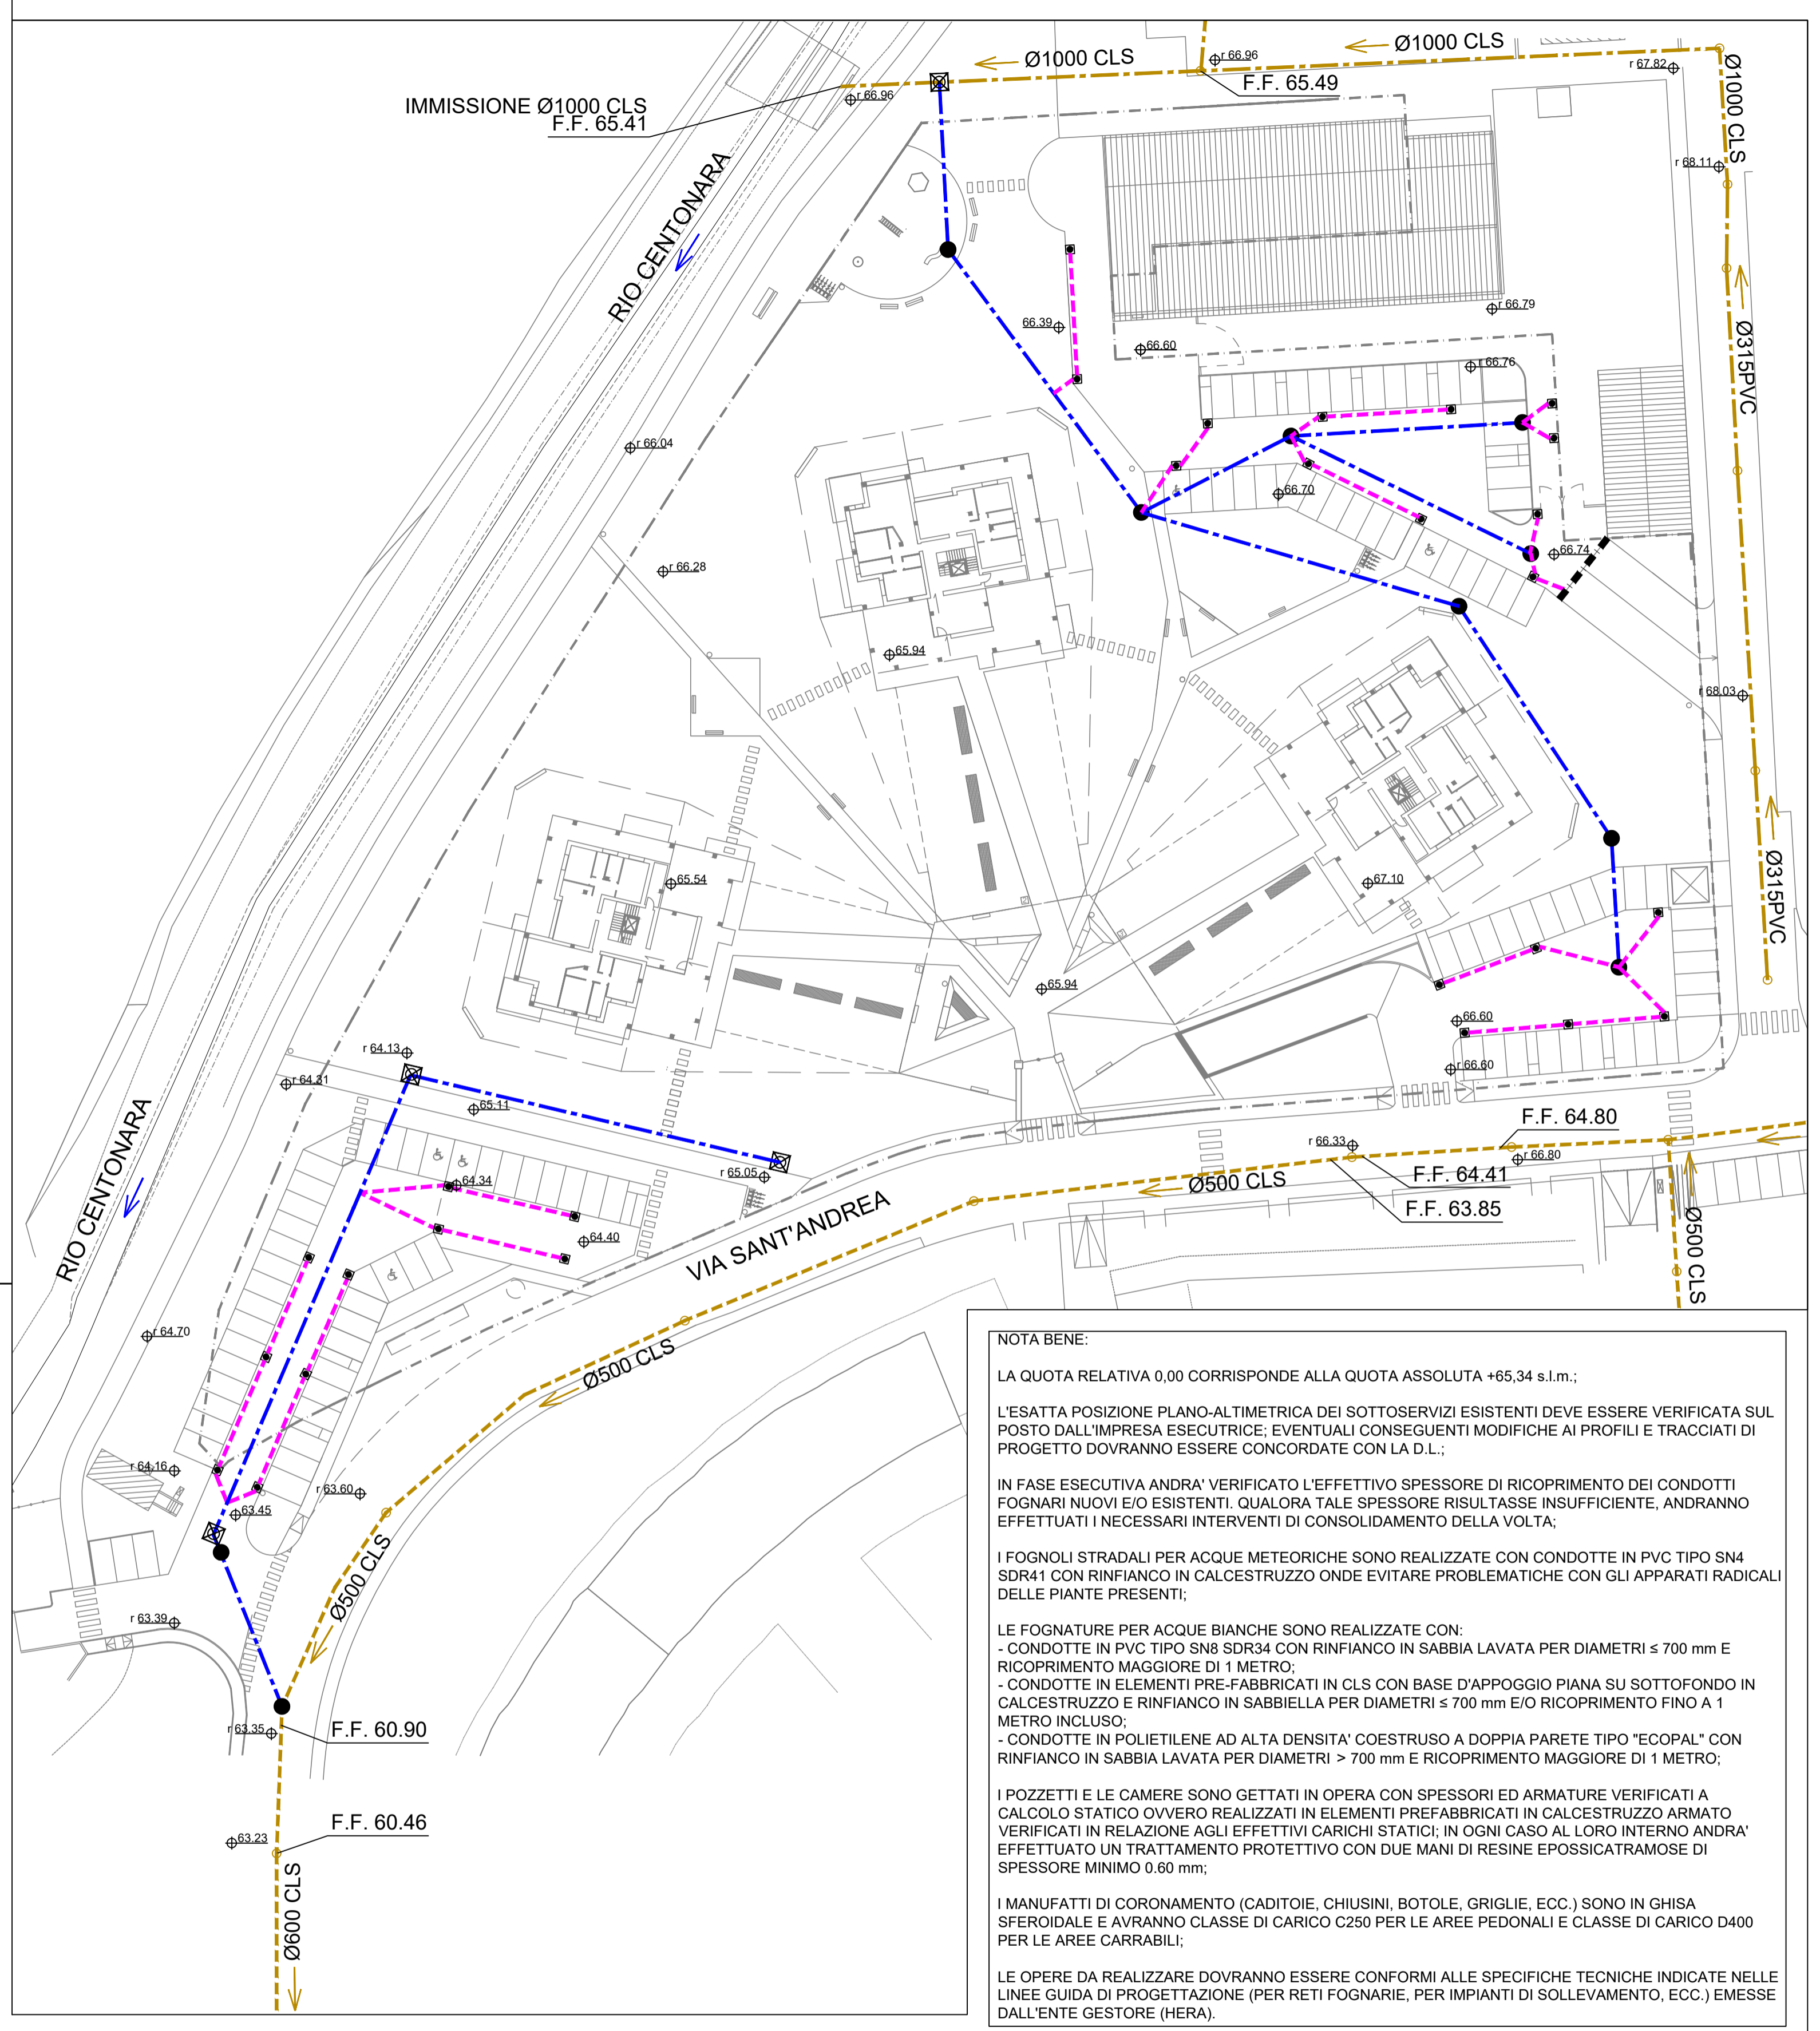 Ø1000 CLS
Ø1000 CLS
r 66.96
r 67.82
F.F. 65.49
IMMISSIONE Ø1000 CLS
F.F. 65.41
r 66.96
Ø1000 CLS
r 68.11
RIO CENTONARA
66.39
66.60
r 66.79
r 66.76
Ø315PVC
r 66.04
66.70
66.74
r 66.28
65.94
r 68.03
65.54
67.10
Ø315PVC
65.94
66.60
r 66.60
r 64.13
r 64.31
65.11
RIO CENTONARA
r 65.05
64.34
64.40
VIA SANT'ANDREA
r 66.33
F.F. 64.80
r 66.80
F.F. 64.41
Ø500 CLS
F.F. 63.85
Ø500 CLS
r 64.70
Ø500 CLS
r 64.16
63.45
r 63.60
Ø500 CLS
r 63.39
r 63.35
F.F. 60.90
F.F. 60.46
63.23
Ø600 CLS
NOTA BENE:
LA QUOTA RELATIVA 0,00 CORRISPONDE ALLA QUOTA ASSOLUTA +65,34 s.l.m.;
L'ESATTA POSIZIONE PLANO-ALTIMETRICA DEI SOTTOSERVIZI ESISTENTI DEVE ESSERE VERIFICATA SUL
POSTO DALL'IMPRESA ESECUTRICE; EVENTUALI CONSEGUENTI MODIFICHE AI PROFILI E TRACCIATI DI
PROGETTO DOVRANNO ESSERE CONCORDATE CON LA D.L.;
IN FASE ESECUTIVA ANDRA' VERIFICATO L'EFFETTIVO SPESSORE DI RICOPRIMENTO DEI CONDOTTI
FOGNARI NUOVI E/O ESISTENTI. QUALORA TALE SPESSORE RISULTASSE INSUFFICIENTE, ANDRANNO
EFFETTUATI I NECESSARI INTERVENTI DI CONSOLIDAMENTO DELLA VOLTA;
I FOGNOLI STRADALI PER ACQUE METEORICHE SONO REALIZZATE CON CONDOTTE IN PVC TIPO SN4
SDR41 CON RINFIANCO IN CALCESTRUZZO ONDE EVITARE PROBLEMATICHE CON GLI APPARATI RADICALI
DELLE PIANTE PRESENTI;
LE FOGNATURE PER ACQUE BIANCHE SONO REALIZZATE CON:
- CONDOTTE IN PVC TIPO SN8 SDR34 CON RINFIANCO IN SABBIA LAVATA PER DIAMETRI ≤ 700 mm E
RICOPRIMENTO MAGGIORE DI 1 METRO;
- CONDOTTE IN ELEMENTI PRE-FABBRICATI IN CLS CON BASE D'APPOGGIO PIANA SU SOTTOFONDO IN
CALCESTRUZZO E RINFIANCO IN SABBIELLA PER DIAMETRI ≤ 700 mm E/O RICOPRIMENTO FINO A 1
METRO INCLUSO;
- CONDOTTE IN POLIETILENE AD ALTA DENSITA' COESTRUSO A DOPPIA PARETE TIPO "ECOPAL" CON
RINFIANCO IN SABBIA LAVATA PER DIAMETRI > 700 mm E RICOPRIMENTO MAGGIORE DI 1 METRO;
I POZZETTI E LE CAMERE SONO GETTATI IN OPERA CON SPESSORI ED ARMATURE VERIFICATI A
CALCOLO STATICO OVVERO REALIZZATI IN ELEMENTI PREFABBRICATI IN CALCESTRUZZO ARMATO
VERIFICATI IN RELAZIONE AGLI EFFETTIVI CARICHI STATICI; IN OGNI CASO AL LORO INTERNO ANDRA'
EFFETTUATO UN TRATTAMENTO PROTETTIVO CON DUE MANI DI RESINE EPOSSICATRAMOSE DI
SPESSORE MINIMO 0.60 mm;
I MANUFATTI DI CORONAMENTO (CADITOIE, CHIUSINI, BOTOLE, GRIGLIE, ECC.) SONO IN GHISA
SFEROIDALE E AVRANNO CLASSE DI CARICO C250 PER LE AREE PEDONALI E CLASSE DI CARICO D400
PER LE AREE CARRABILI;
LE OPERE DA REALIZZARE DOVRANNO ESSERE CONFORMI ALLE SPECIFICHE TECNICHE INDICATE NELLE
LINEE GUIDA DI PROGETTAZIONE (PER RETI FOGNARIE, PER IMPIANTI DI SOLLEVAMENTO, ECC.) EMESSE
DALL'ENTE GESTORE (HERA).